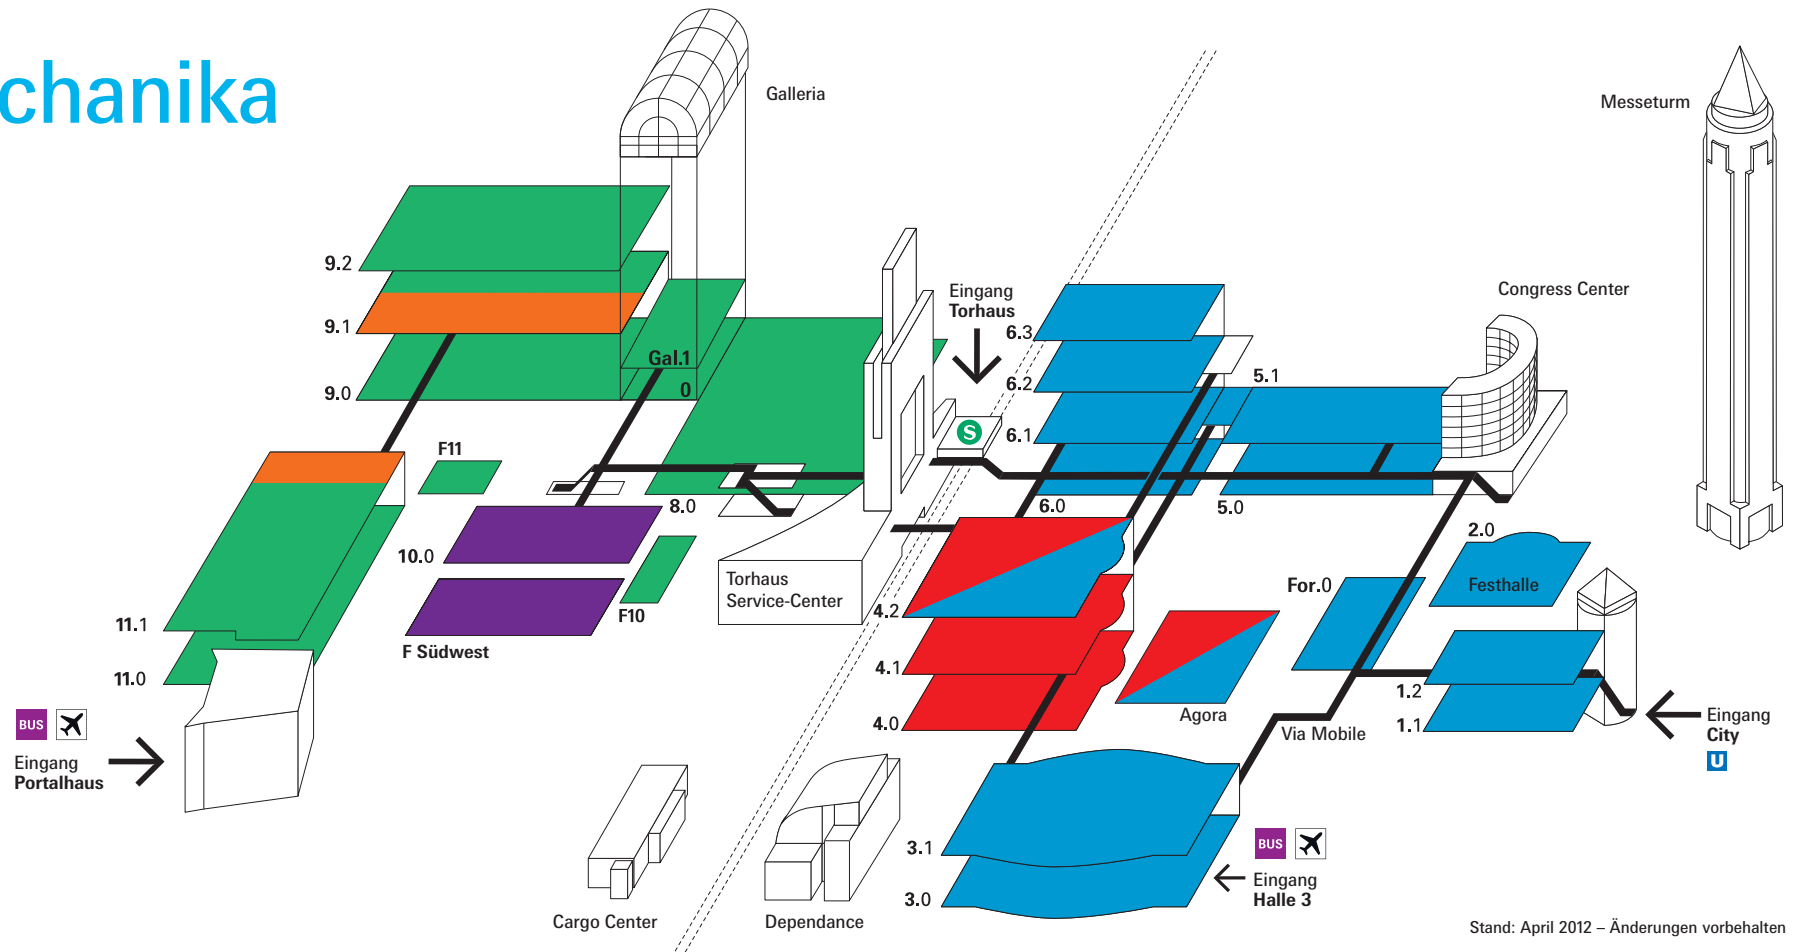 chanika
Galleria
Messeturm
9.2
Eingang
Torhaus
Congress Center
6.3
9.1
Gal.1
6.2
5.1
9.0
0
S
6.1
F11
8.0
6.0
5.0
2.0
10.0
Torhaus
Service-Center
For.0
Festhalle
F10
4.2
11.1
F Südwest
4.1
11.0
1.2
BUS
Agora
4.0
Via Mobile
1.1
Eingang
City
U
Eingang
Portalhaus
3.1
BUS
Eingang
Halle 3
3.0
Cargo Center
Dependance
Stand: April 2012 – Änderungen vorbehalten